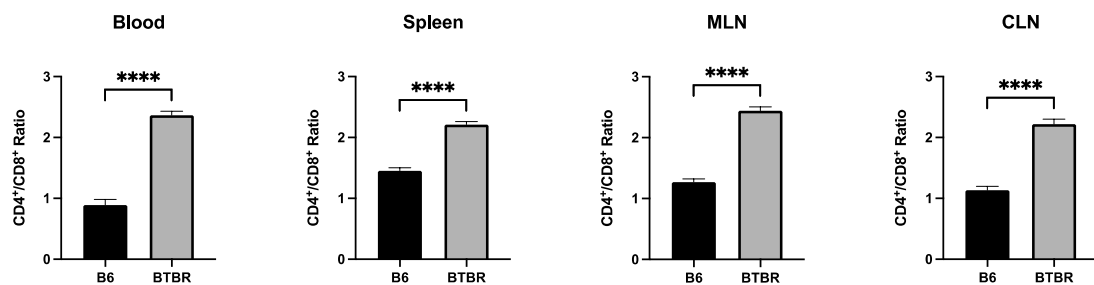 Blood
****
CD4⁺/CD8⁺ Ratio
3
2
1
0
B6 BTBR
Spleen
****
CD4⁺/CD8⁺ Ratio
3
2
1
0
B6 BTBR
MLN
****
CD4⁺/CD8⁺ Ratio
3
2
1
0
B6 BTBR
CLN
****
CD4⁺/CD8⁺ Ratio
3
2
1
0
B6 BTBR